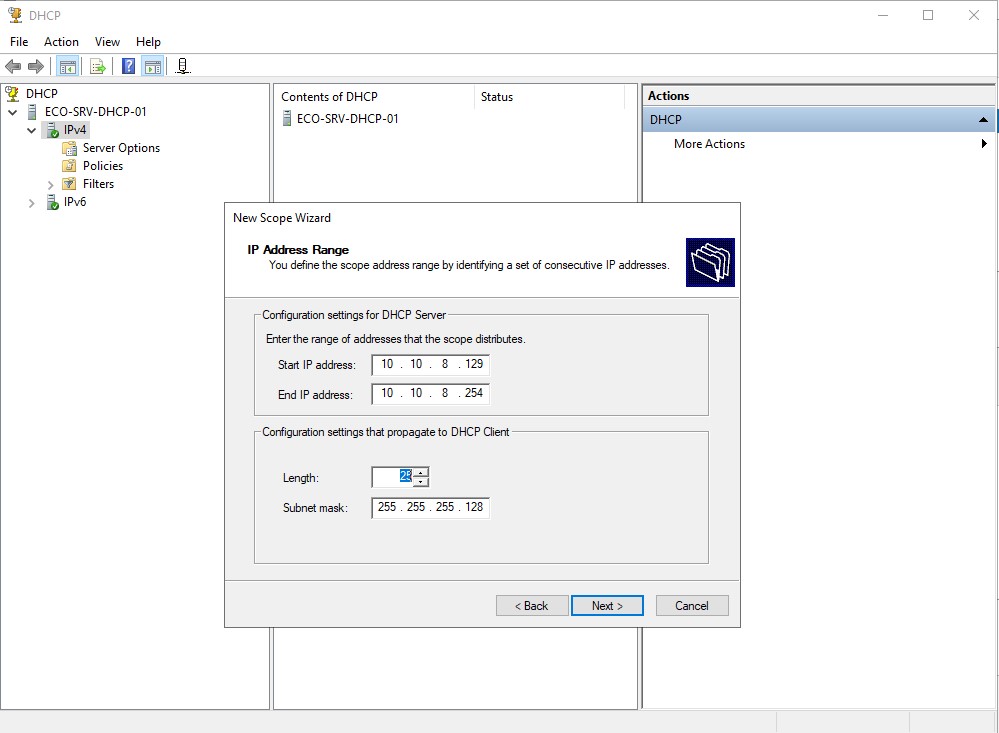 DHCP
File Action View Help
DHCP
ECO-SRV-DHCP-01
IPv4
Server Options
Policies
Filters
IPv6
Contents of DHCP Status
ECO-SRV-DHCP-01
Actions
DHCP
More Actions
New Scope Wizard
IP Address Range
You define the scope address range by identifying a set of consecutive IP addresses.
Configuration settings for DHCP Server
Enter the range of addresses that the scope distributes.
Start IP address: 10 . 10 . 8 . 129
End IP address: 10 . 10 . 8 . 254
Configuration settings that propagate to DHCP Client
Length: 25
Subnet mask: 255 . 255 . 255 . 128
< Back Next > Cancel